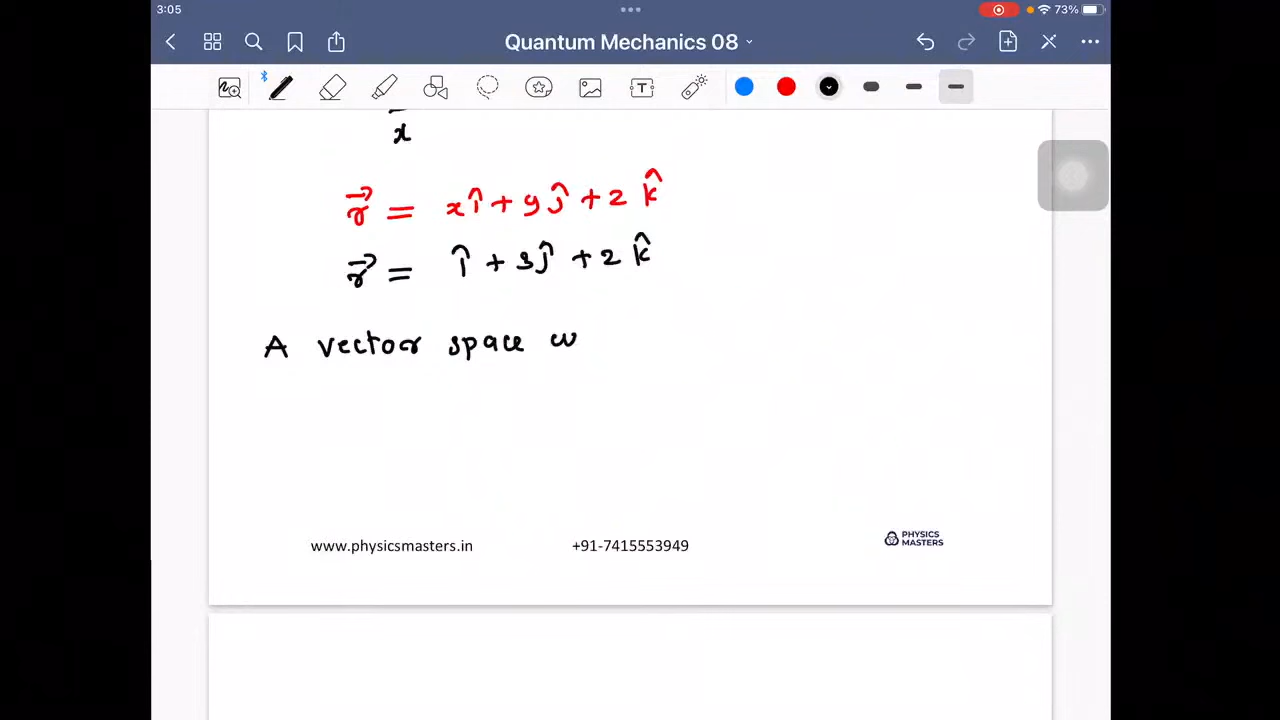 3:05
73%
Quantum Mechanics 08
T
x
r⃗ = xî + yĵ + zk̂
r⃗ = î + 3ĵ + 2k̂
A vector space w
www.physicsmasters.in +91-7415553949 PHYSICS MASTERS